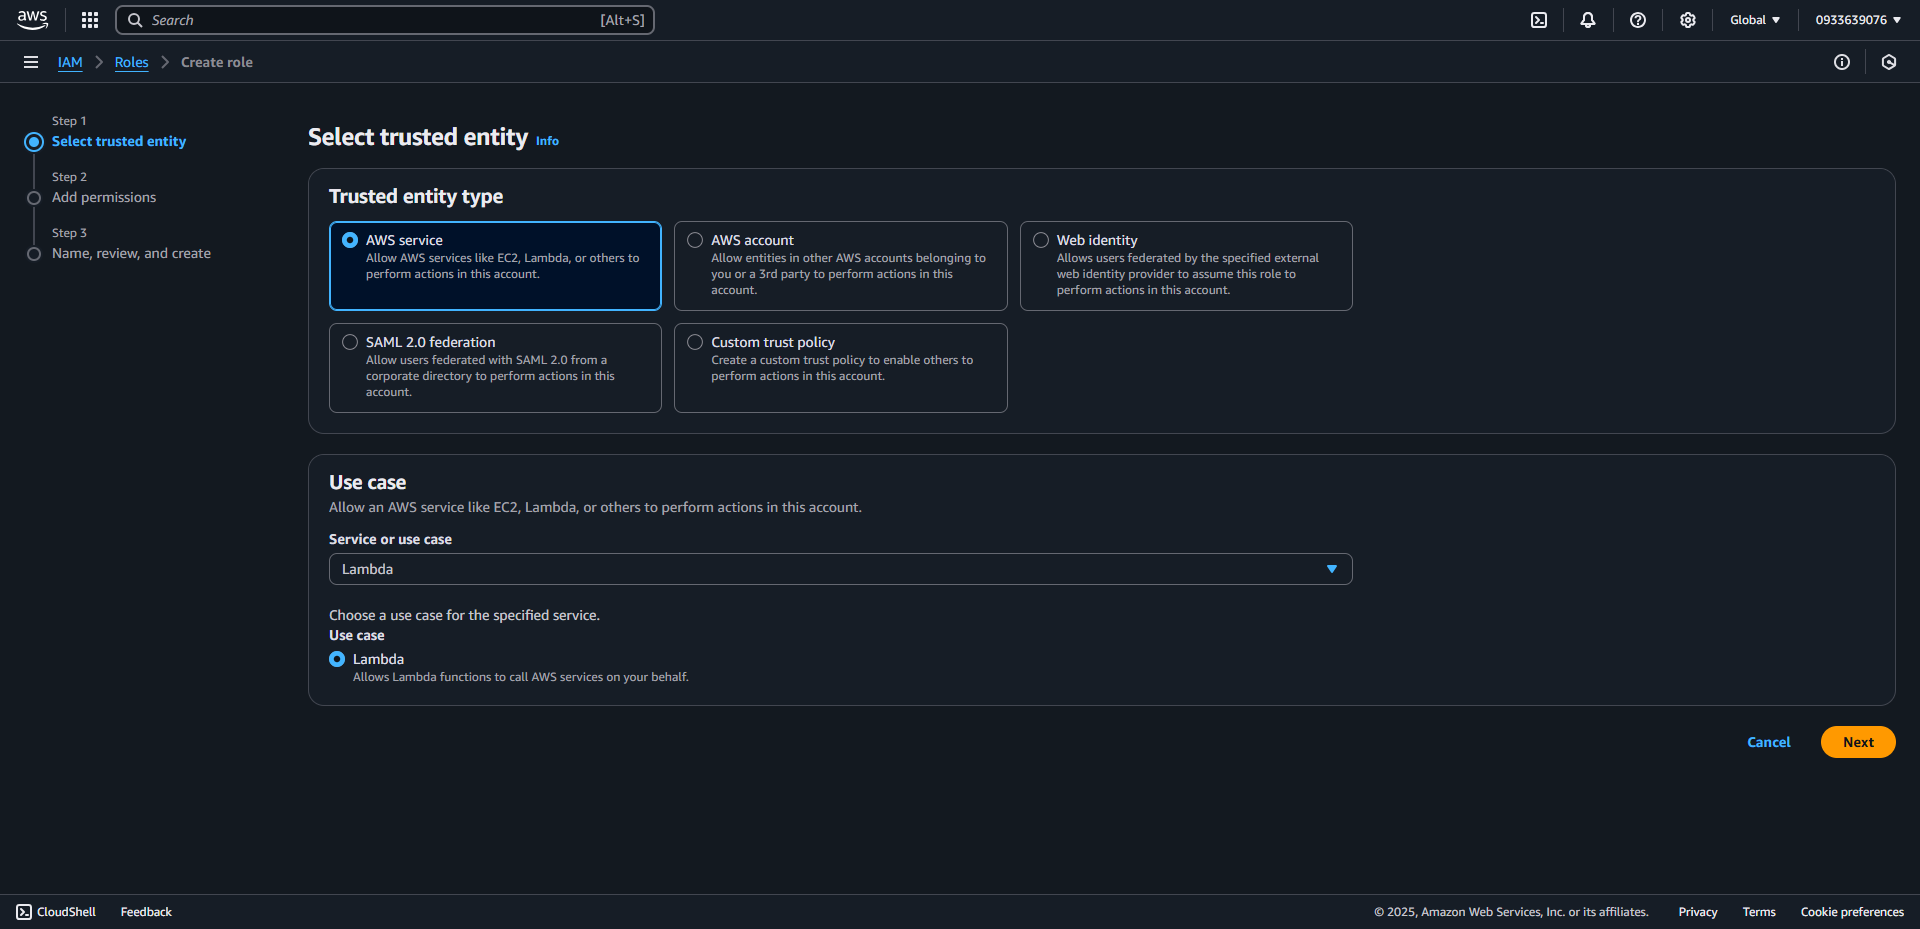 aws
Search [Alt+S]
Global
0933639076
IAM
Roles
Create role
Step 1
Select trusted entity
Step 2
Add permissions
Step 3
Name, review, and create
Select trusted entity Info
Trusted entity type
AWS service
Allow AWS services like EC2, Lambda, or others to
perform actions in this account.
AWS account
Allow entities in other AWS accounts belonging to
you or a 3rd party to perform actions in this
account.
Web identity
Allows users federated by the specified external
web identity provider to assume this role to
perform actions in this account.
SAML 2.0 federation
Allow users federated with SAML 2.0 from a
corporate directory to perform actions in this
account.
Custom trust policy
Create a custom trust policy to enable others to
perform actions in this account.
Use case
Allow an AWS service like EC2, Lambda, or others to perform actions in this account.
Service or use case
Lambda
Choose a use case for the specified service.
Use case
Lambda
Allows Lambda functions to call AWS services on your behalf.
Cancel
Next
CloudShell
Feedback
© 2025, Amazon Web Services, Inc. or its affiliates.
Privacy
Terms
Cookie preferences